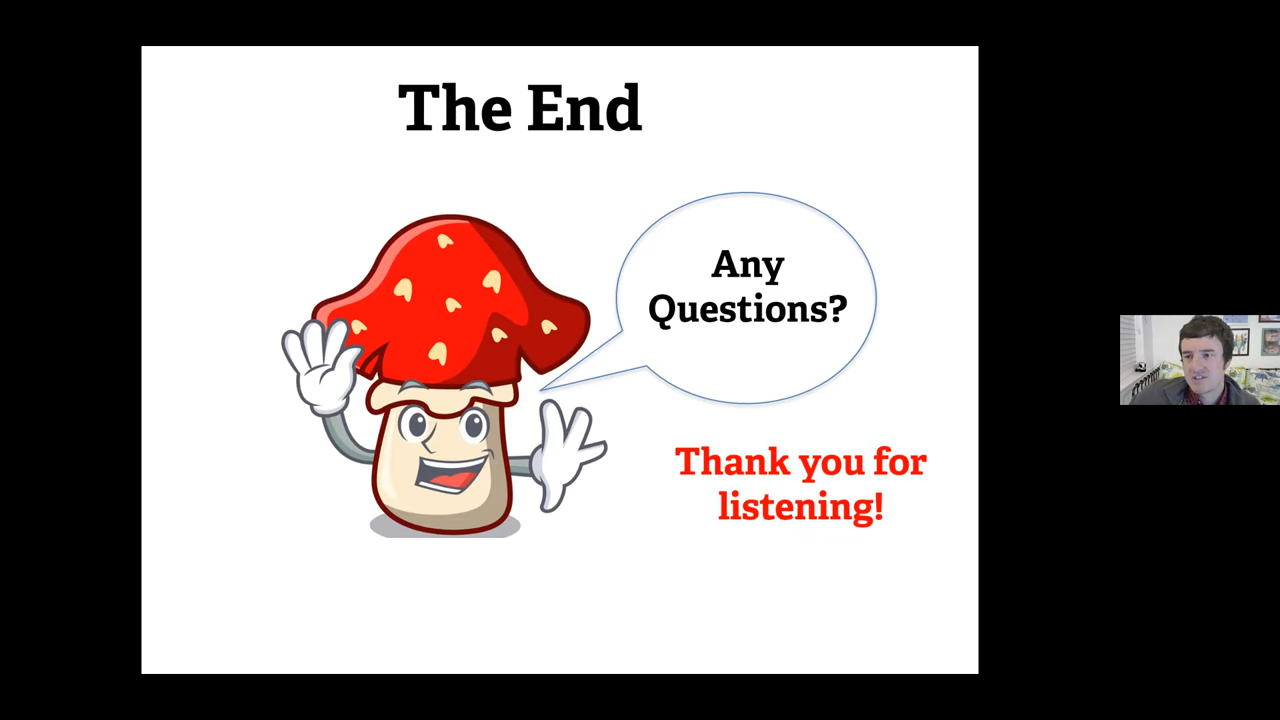 The End
Any
Questions?
Thank you for
listening!